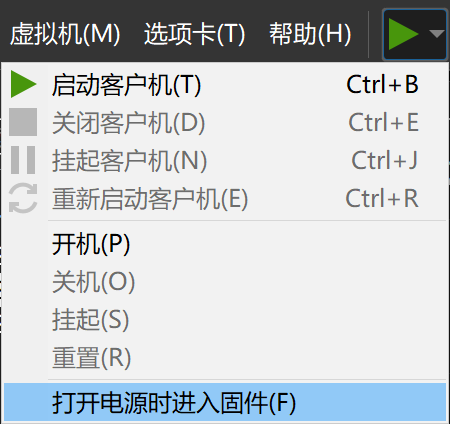 虚拟机(M) 选项卡(T) 帮助(H)
启动客户机(T) Ctrl+B
关闭客户机(D) Ctrl+E
挂起客户机(N) Ctrl+J
重新启动客户机(E) Ctrl+R
开机(P)
关机(O)
挂起(S)
重置(R)
打开电源时进入固件(F)